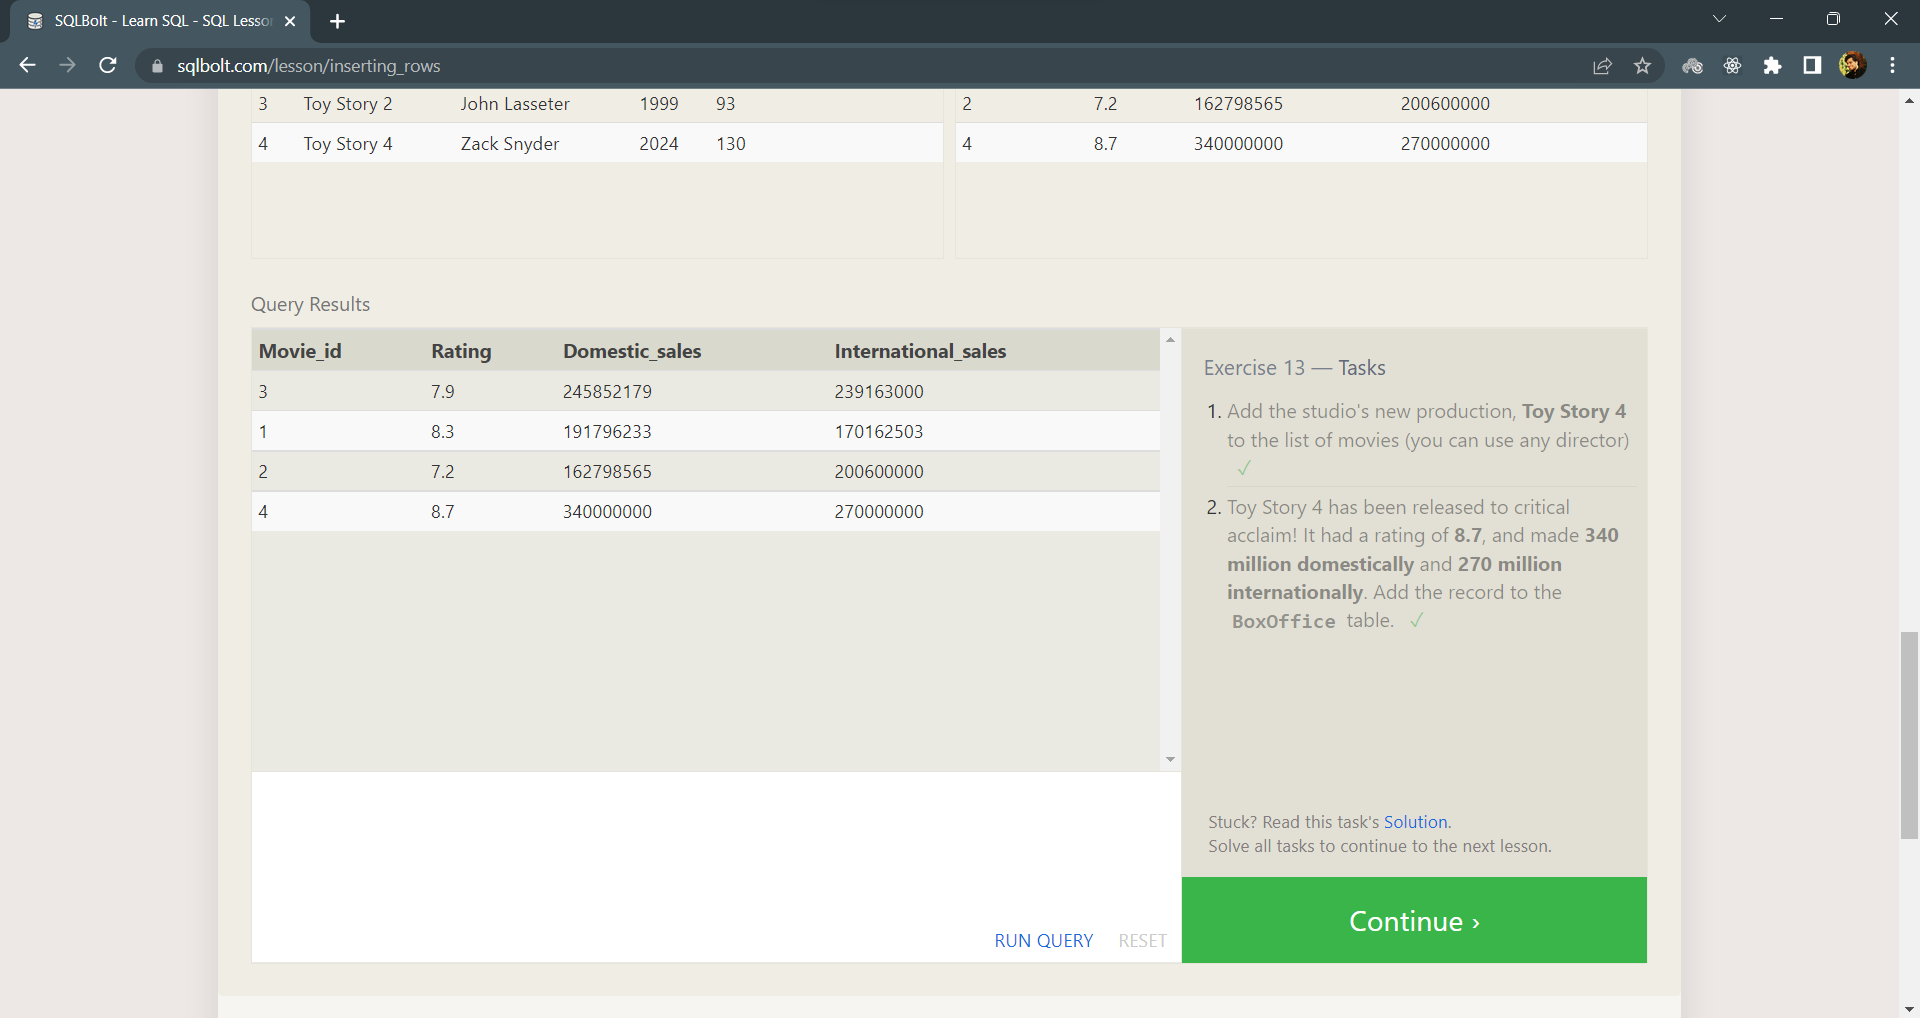 SQLBolt - Learn SQL - SQL Lesso
sqlbolt.com/lesson/inserting_rows
3 Toy Story 2 John Lasseter 1999 93 2 7.2 162798565 200600000
4 Toy Story 4 Zack Snyder 2024 130 4 8.7 340000000 270000000
Query Results
Movie_id Rating Domestic_sales International_sales
3 7.9 245852179 239163000
1 8.3 191796233 170162503
2 7.2 162798565 200600000
4 8.7 340000000 270000000
RUN QUERY RESET
Exercise 13 — Tasks
1. Add the studio's new production, Toy Story 4
to the list of movies (you can use any director)
✓
2. Toy Story 4 has been released to critical
acclaim! It had a rating of 8.7, and made 340
million domestically and 270 million
internationally. Add the record to the
BoxOffice table. ✓
Stuck? Read this task's Solution.
Solve all tasks to continue to the next lesson.
Continue ›